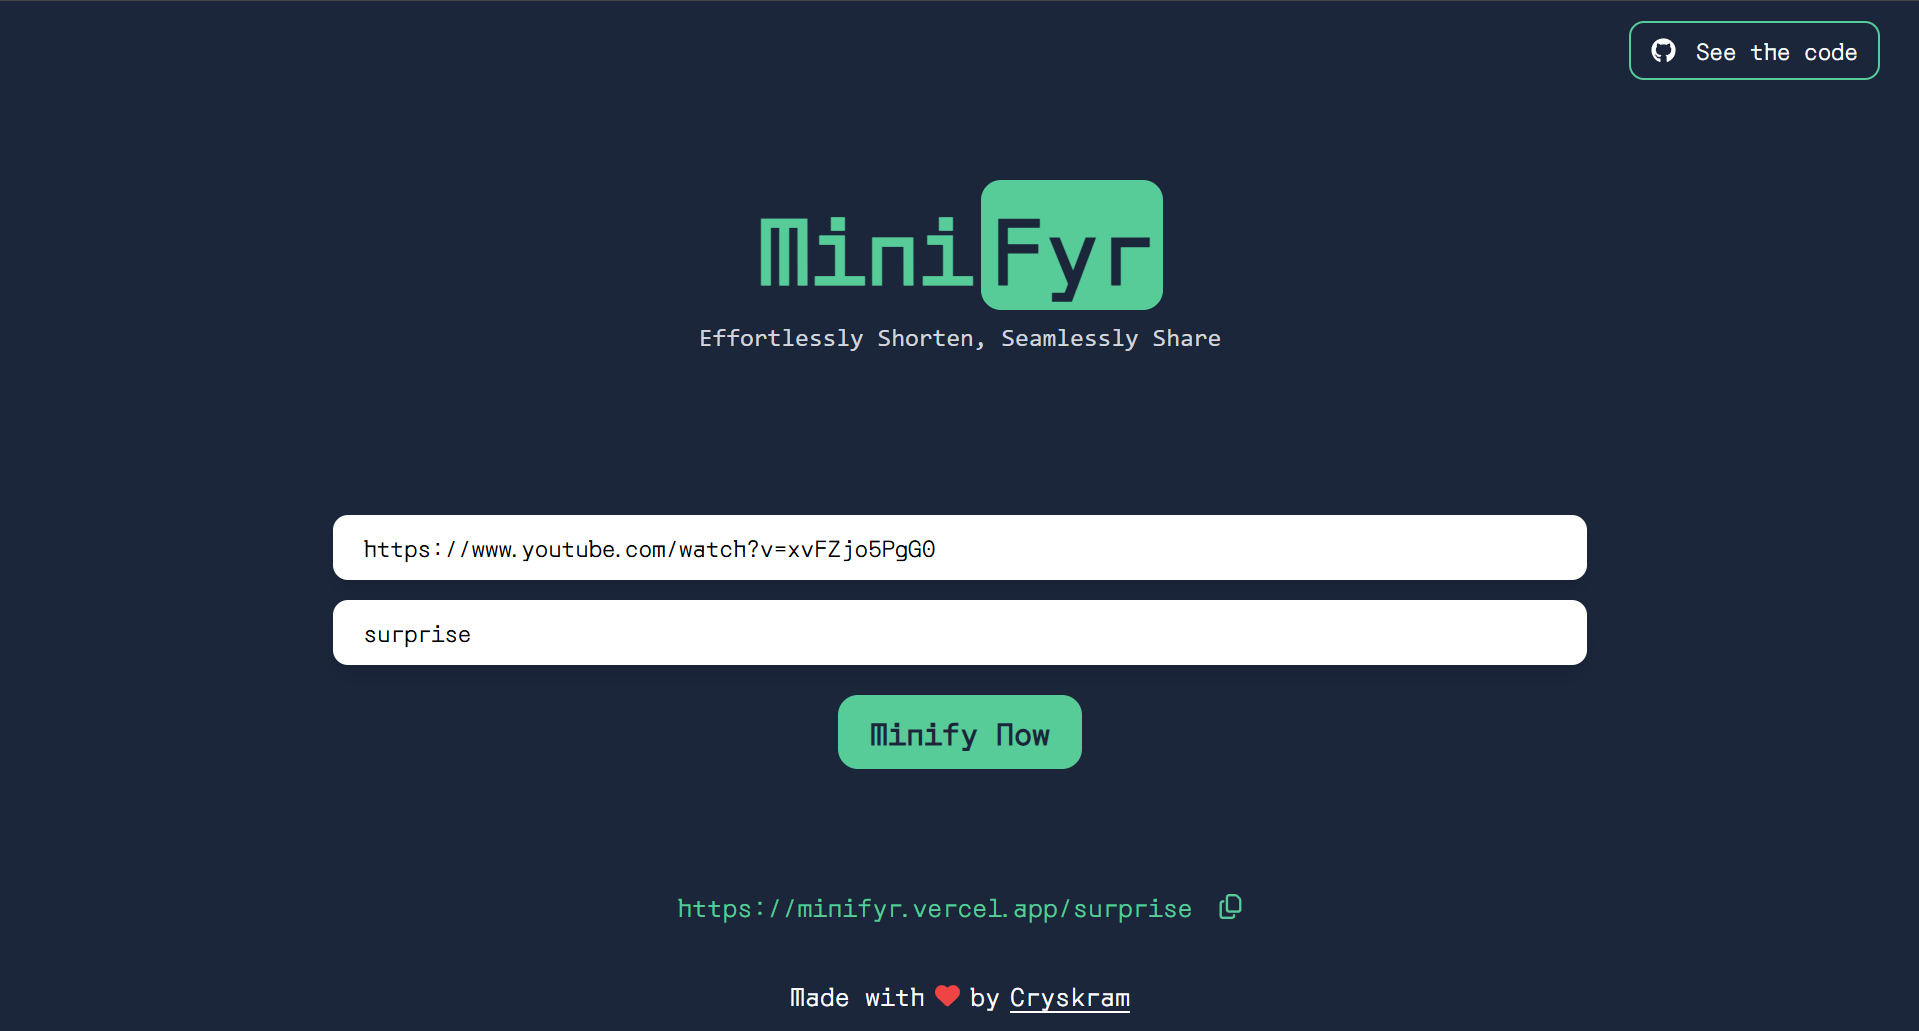 See the code
MiniFyr
Effortlessly Shorten, Seamlessly Share
https://www.youtube.com/watch?v=xvFZjo5PgG0
surprise
Minify Now
https://minifyr.vercel.app/surprise
Made with ❤ by Cryskram